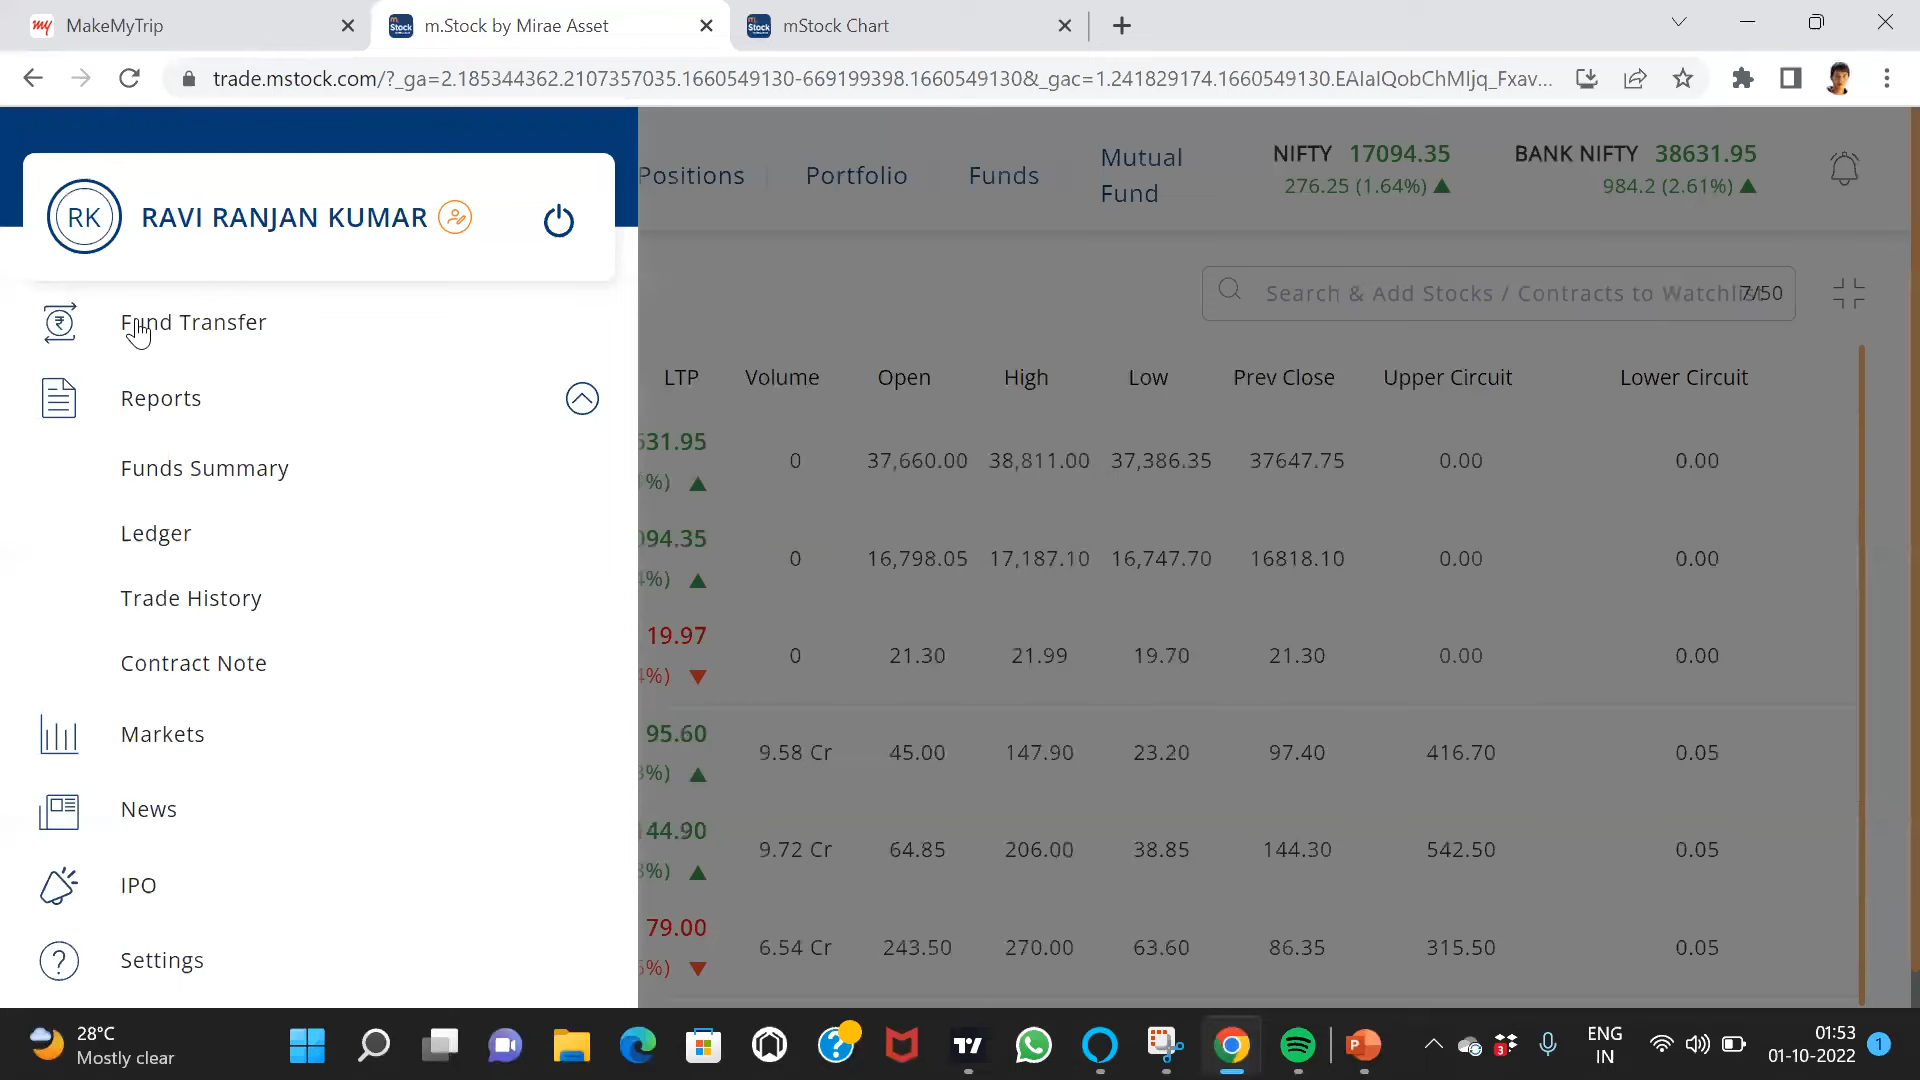 MakeMyTrip
m.Stock by Mirae Asset
mStock Chart
trade.mstock.com/?_ga=2.185344362.2107357035.1660549130-669199398.1660549130&_gac=1.241829174.1660549130.EAIaIQobChMIjq_Fxav...
RK
RAVI RANJAN KUMAR
Positions
Portfolio
Funds
Mutual
Fund
NIFTY 17094.35
276.25 (1.64%)
BANK NIFTY 38631.95
984.2 (2.61%)
Search & Add Stocks / Contracts to Watchlist
7/50
Fund Transfer
Reports
Funds Summary
Ledger
Trade History
Contract Note
Markets
News
IPO
Settings
LTP Volume Open High Low Prev Close Upper Circuit Lower Circuit
631.95
%)
0 37,660.00 38,811.00 37,386.35 37647.75 0.00 0.00
094.35
4%)
0 16,798.05 17,187.10 16,747.70 16818.10 0.00 0.00
19.97
4%)
0 21.30 21.99 19.70 21.30 0.00 0.00
95.60
3%)
9.58 Cr 45.00 147.90 23.20 97.40 416.70 0.05
44.90
8%)
9.72 Cr 64.85 206.00 38.85 144.30 542.50 0.05
79.00
6%)
6.54 Cr 243.50 270.00 63.60 86.35 315.50 0.05
28°C
Mostly clear
ENG
IN
01:53
01-10-2022
1
3